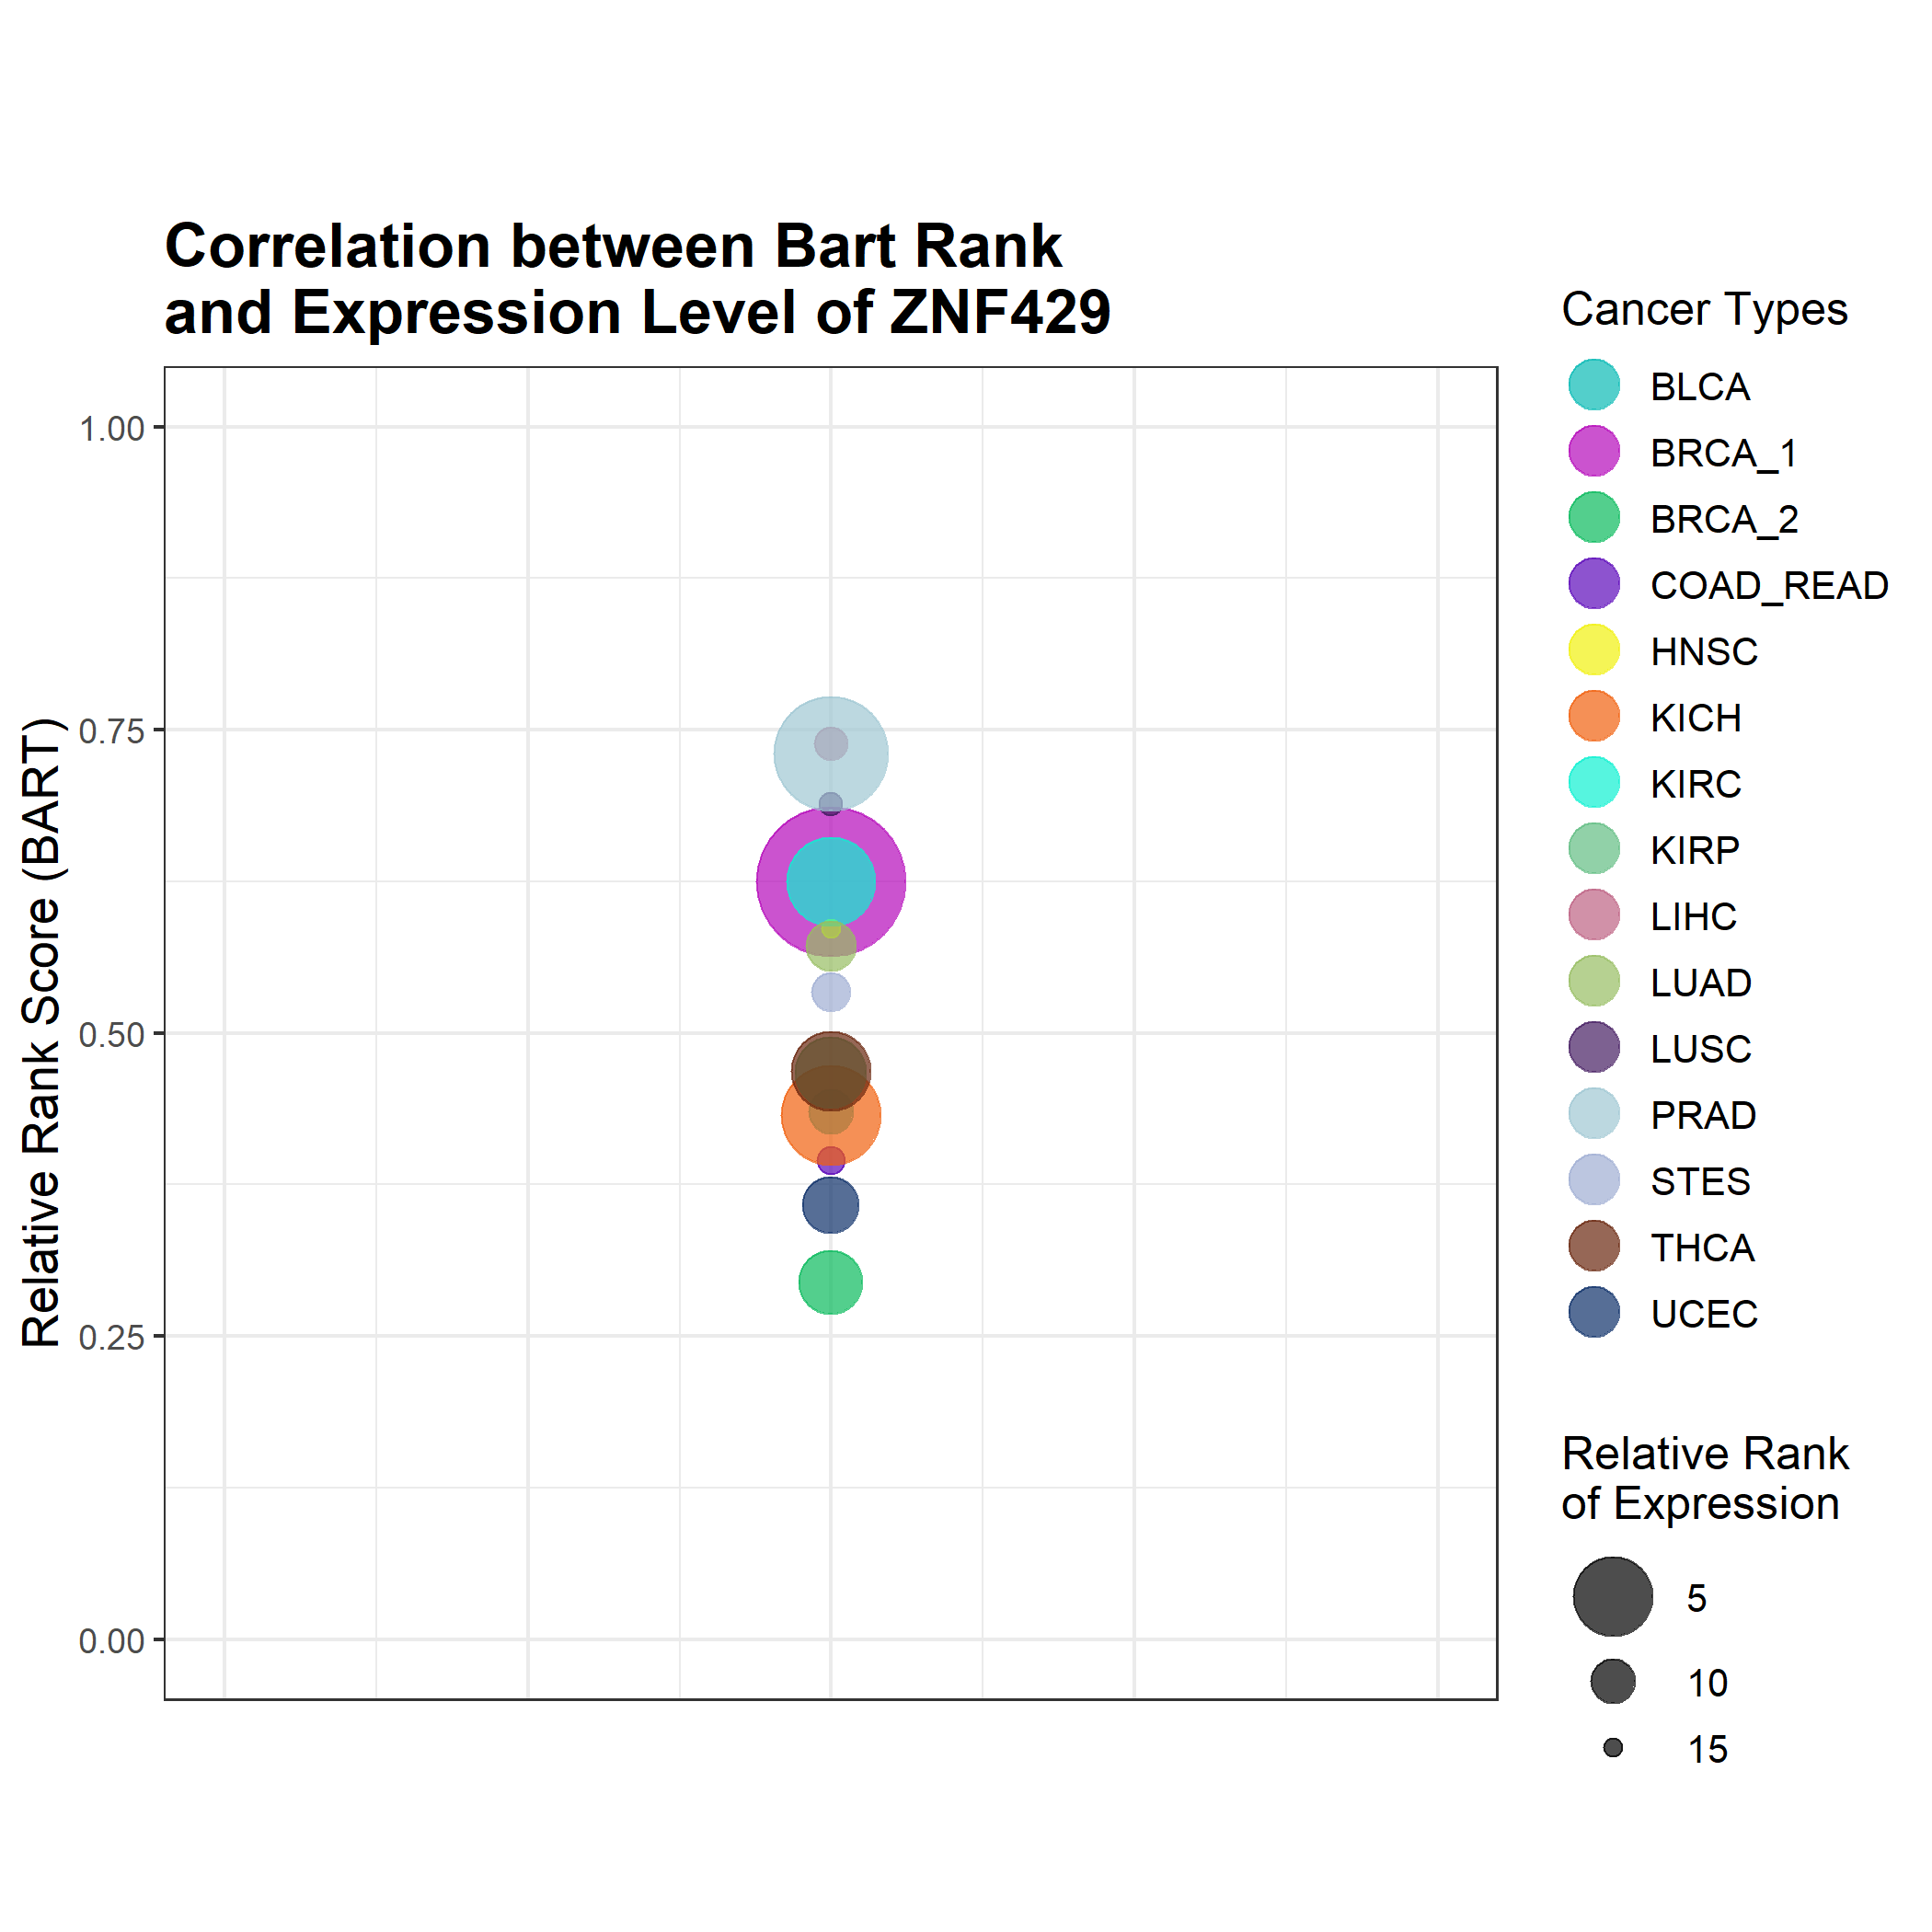 Correlation between Bart Rank
and Expression Level of ZNF429
Relative Rank Score (BART)
1.00
0.75
0.50
0.25
0.00
Cancer Types
BLCA
BRCA_1
BRCA_2
COAD_READ
HNSC
KICH
KIRC
KIRP
LIHC
LUAD
LUSC
PRAD
STES
THCA
UCEC
Relative Rank
of Expression
5
10
15